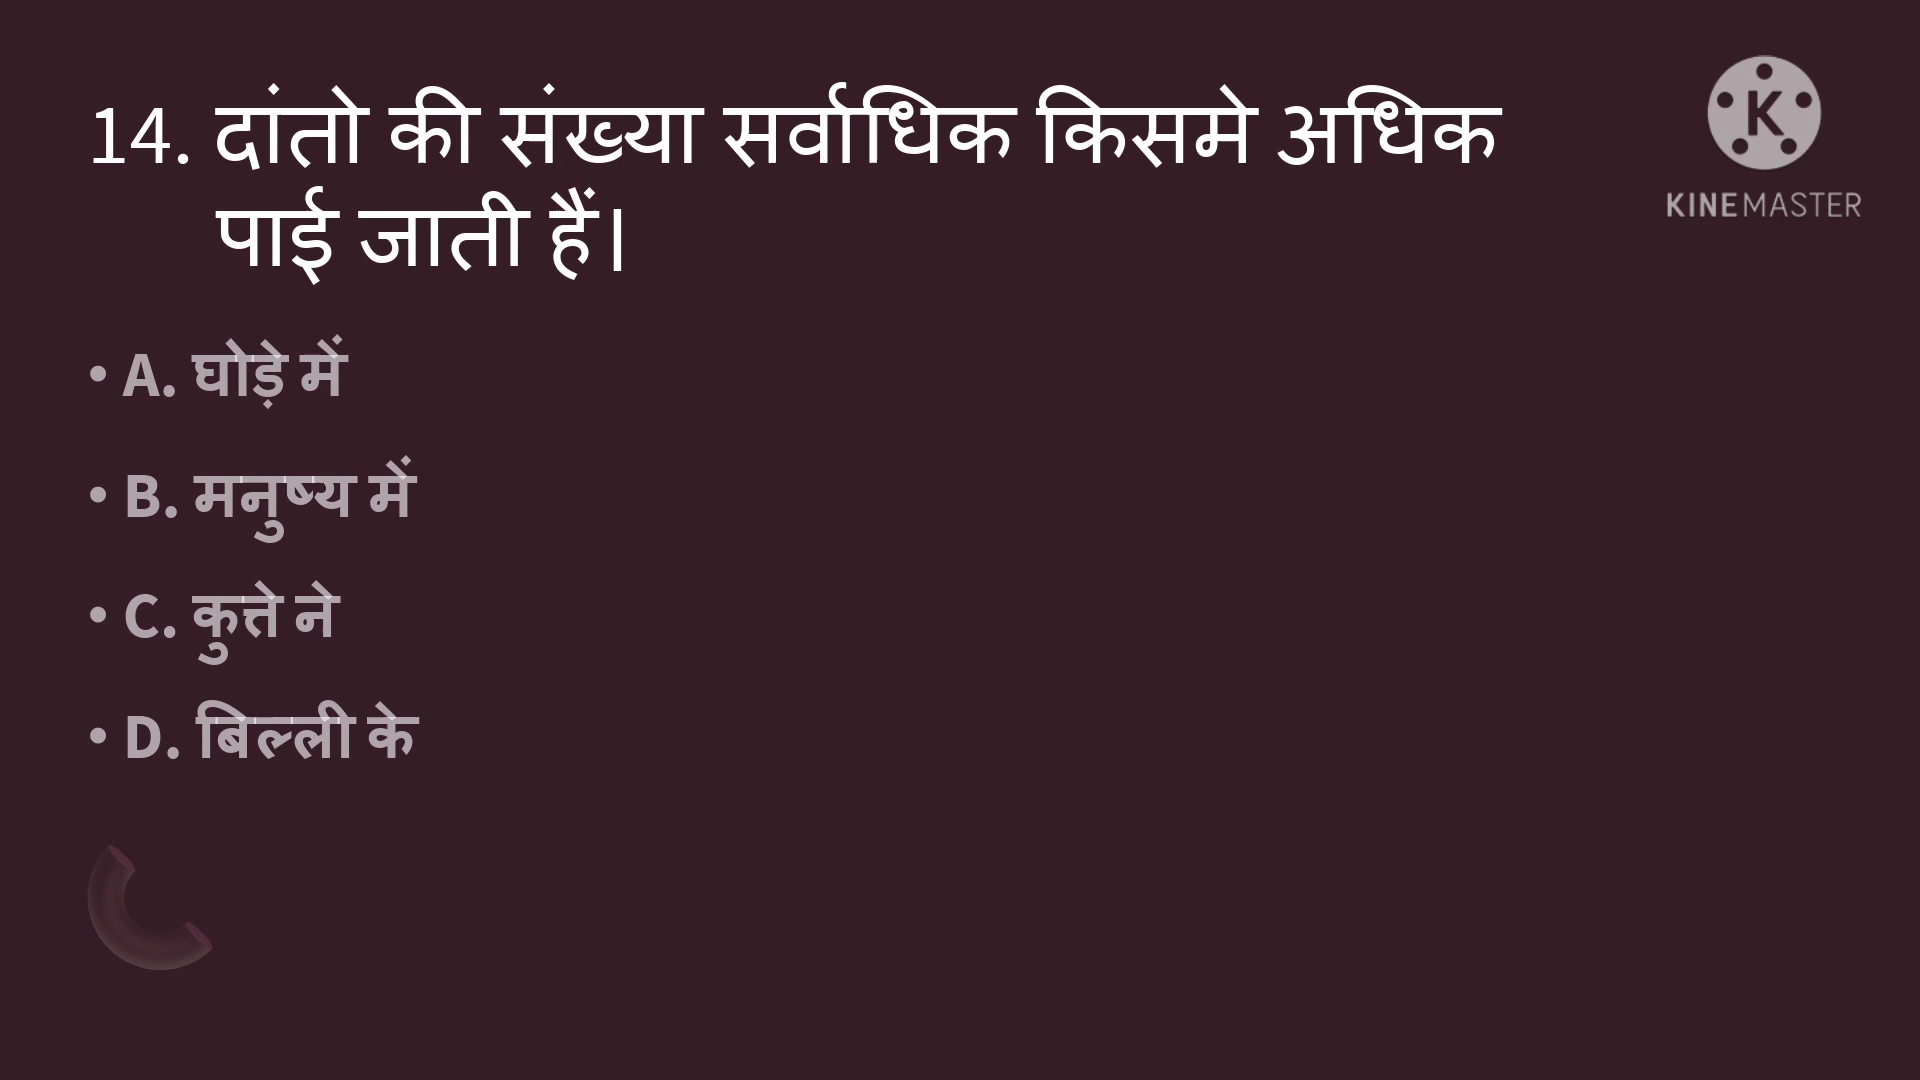 14. दांतो की संख्या सर्वाधिक किसमे अधिक
पाई जाती हैं।
K
KINEMASTER
• A. घोड़े में
• B. मनुष्य में
• C. कुत्ते ने
• D. बिल्ली के